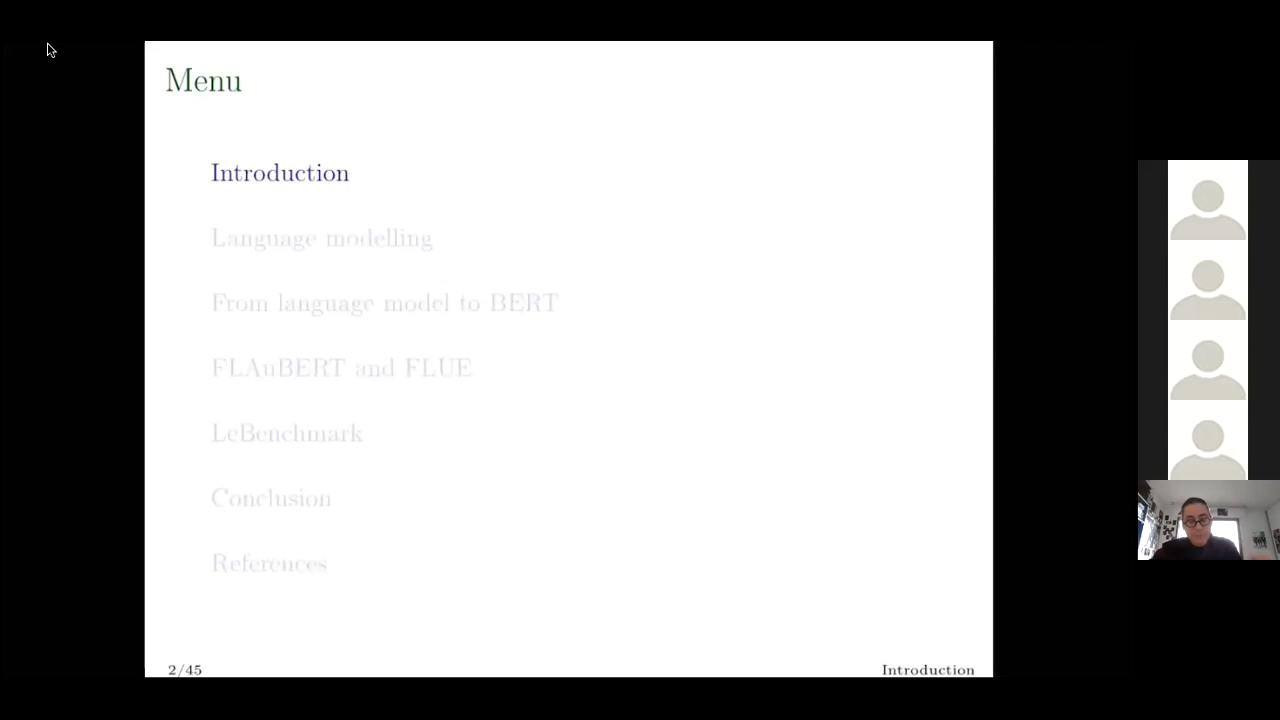 Menu
Introduction
Language modelling
From language model to BERT
FLAuBERT and FLUE
LeBenchmark
Conclusion
References
2/45
Introduction